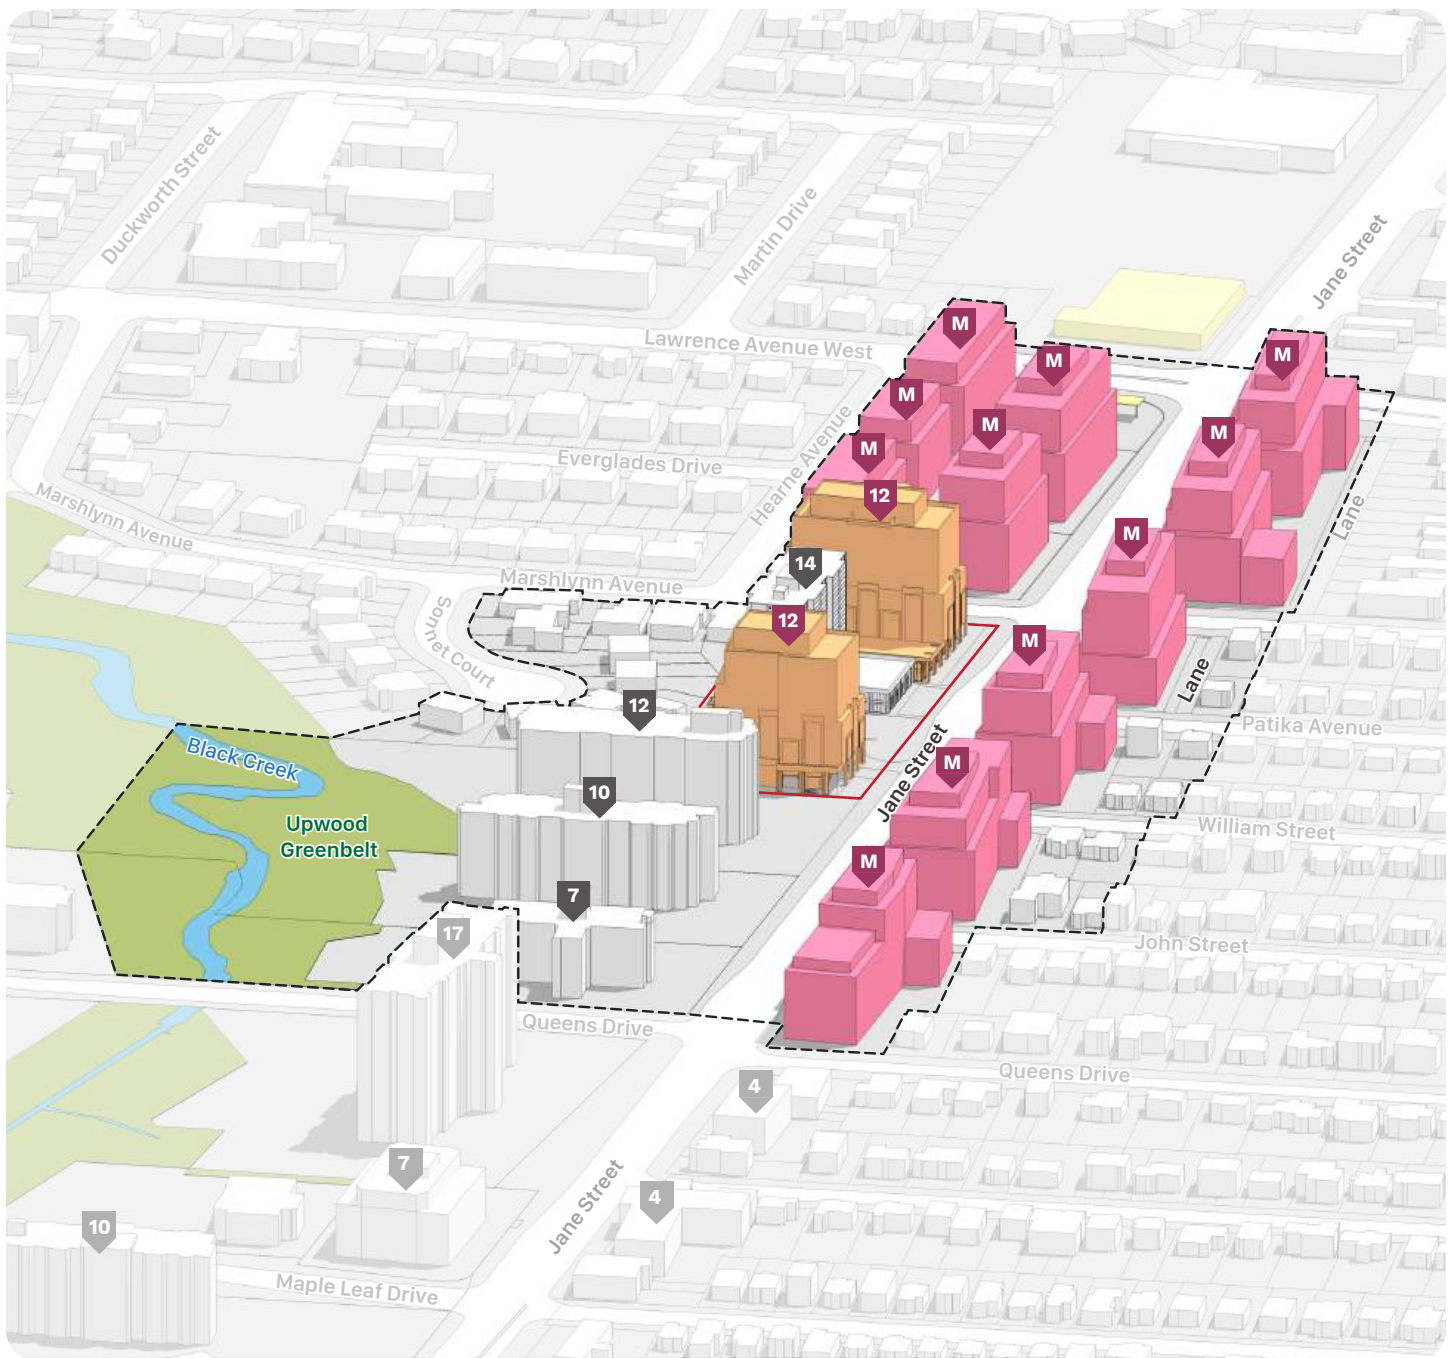 Duckworth Street
Martin Drive
Jane Street
Lawrence Avenue West
M
M
M
M
M
M
M
Hearne Avenue
Everglades Drive
12
Marshlynn Avenue
Lane
M
14
Marshlynn Avenue
12
Sonnet Court
M
Lane
12
Patika Avenue
Black Creek
Jane Street
M
10
Upwood
Greenbelt
William Street
M
7
17
John Street
Queens Drive
Queens Drive
4
7
4
Jane Street
10
Maple Leaf Drive